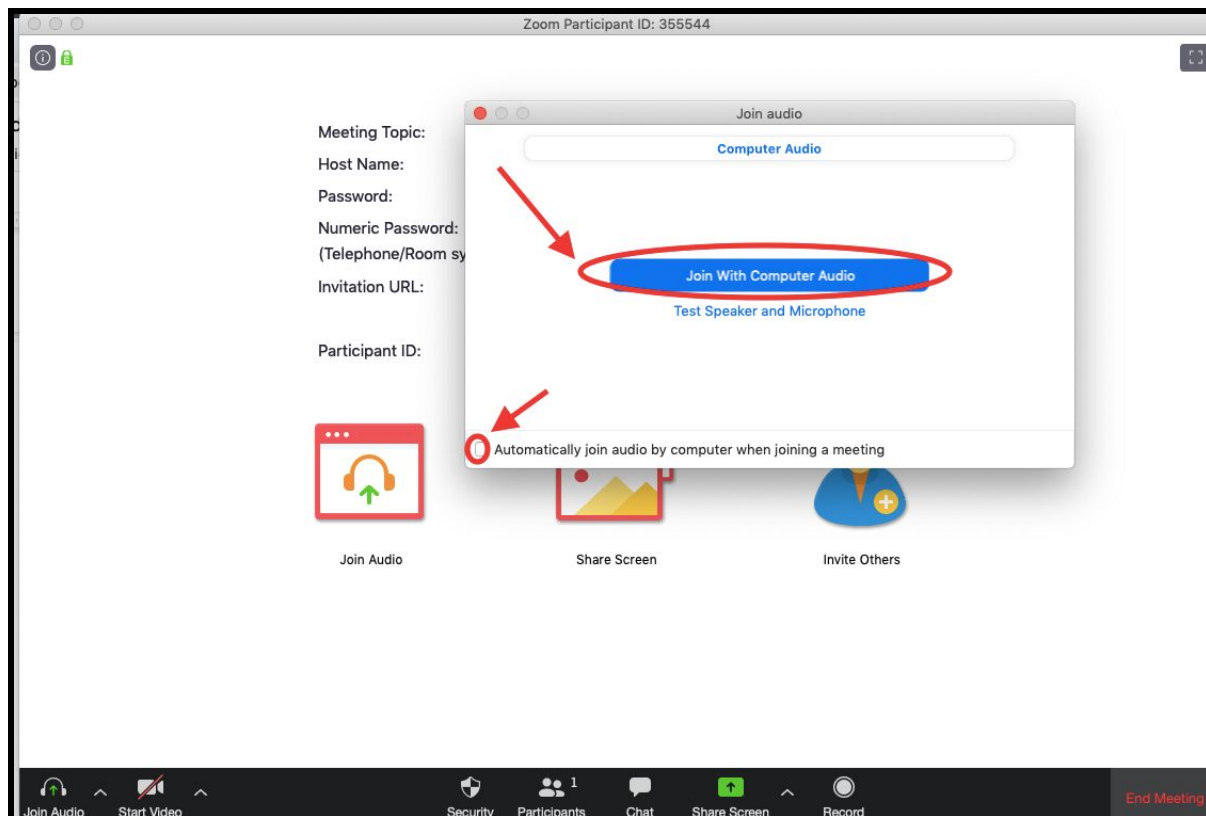 Zoom Participant ID: 355544
Join audio
Computer Audio
Meeting Topic:
Host Name:
Password:
Numeric Password:
(Telephone/Room sy
Invitation URL:
Participant ID:
Join With Computer Audio
Test Speaker and Microphone
Automatically join audio by computer when joining a meeting
Join Audio
Share Screen
Invite Others
1
Join Audio
Start Video
Security
Participants
Chat
Share Screen
Record
End Meeting